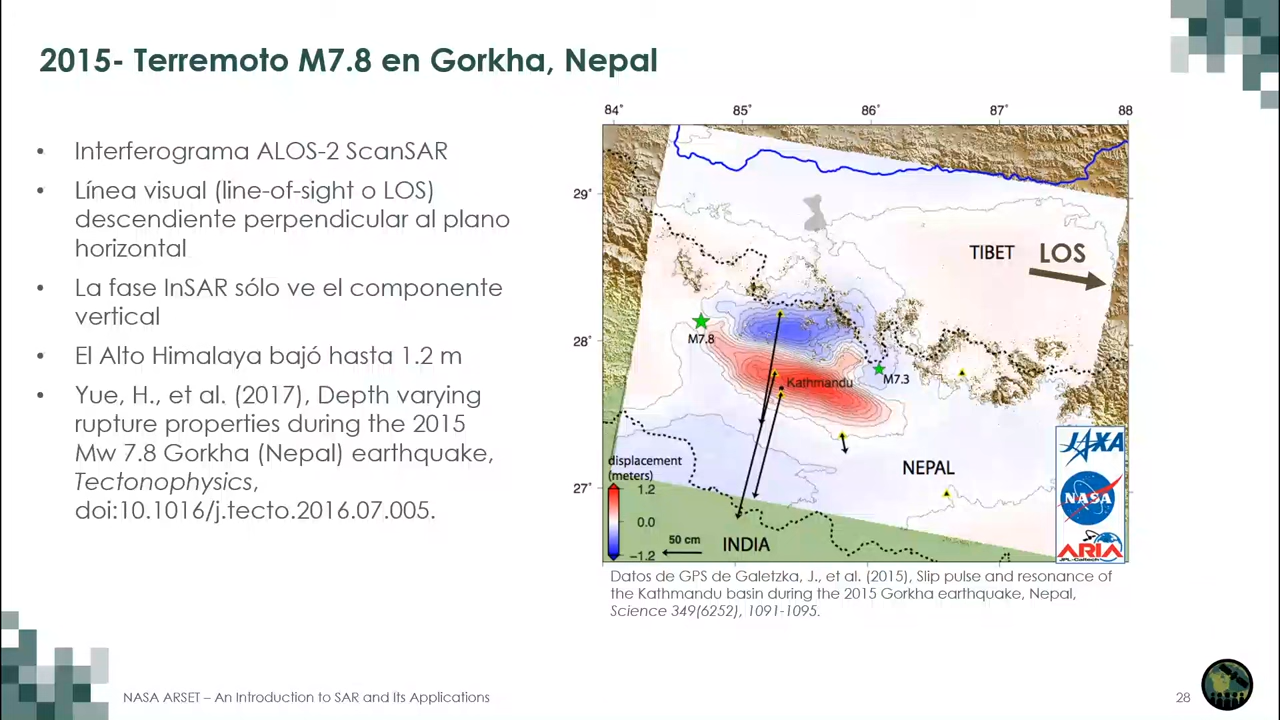 2015- Terremoto M7.8 en Gorkha, Nepal
• Interferograma ALOS-2 ScanSAR
• Línea visual (line-of-sight o LOS)
descendiente perpendicular al plano
horizontal
• La fase InSAR sólo ve el componente
vertical
• El Alto Himalaya bajó hasta 1.2 m
• Yue, H., et al. (2017), Depth varying
rupture properties during the 2015
Mw 7.8 Gorkha (Nepal) earthquake,
Tectonophysics,
doi:10.1016/j.tecto.2016.07.005.
84° 85° 86° 87° 88
29°
28°
27°
TIBET
LOS
M7.8
M7.3
Kathmandu
NEPAL
displacement
(meters)
1.2
0.0
−1.2
50 cm
INDIA
JAXA
NASA
ARIA
JPL-Caltech
Datos de GPS de Galetzka, J., et al. (2015), Slip pulse and resonance of
the Kathmandu basin during the 2015 Gorkha earthquake, Nepal,
Science 349(6252), 1091-1095.
NASA ARSET – An Introduction to SAR and Its Applications
28